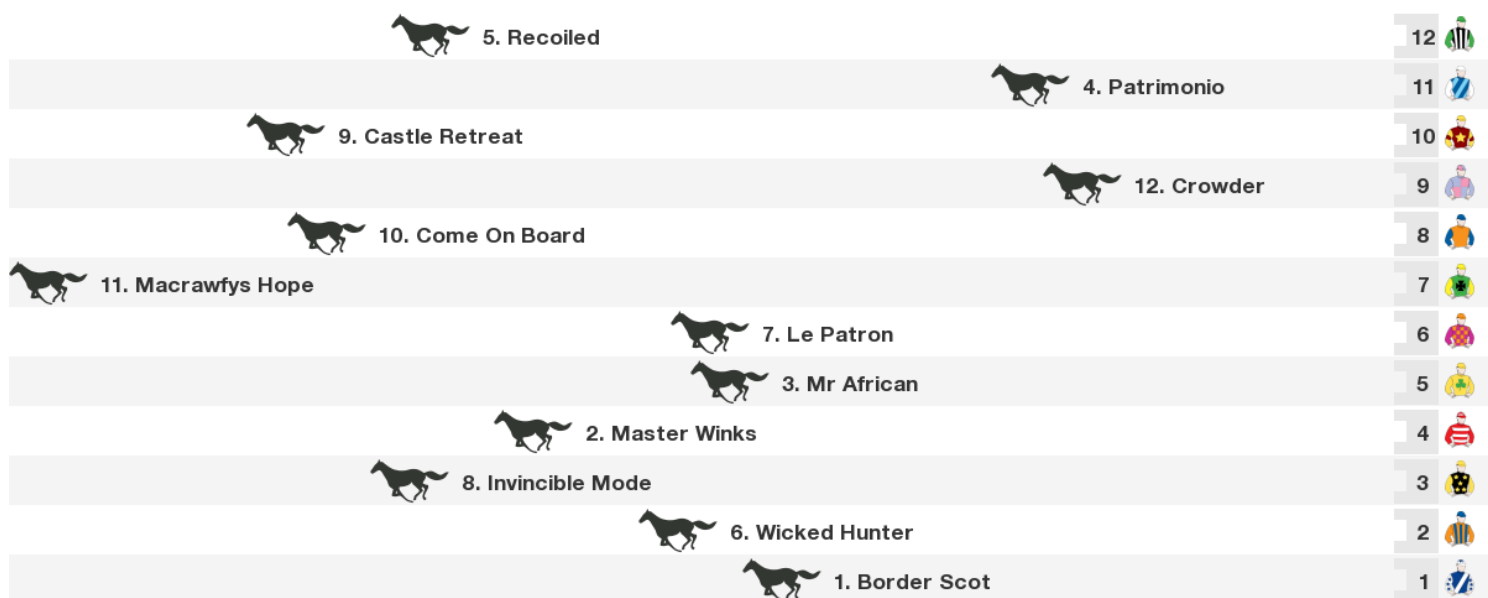 5. Recoiled 12
4. Patrimonio 11
9. Castle Retreat 10
12. Crowder 9
10. Come On Board 8
11. Macrawfys Hope 7
7. Le Patron 6
3. Mr African 5
2. Master Winks 4
8. Invincible Mode 3
6. Wicked Hunter 2
1. Border Scot 1